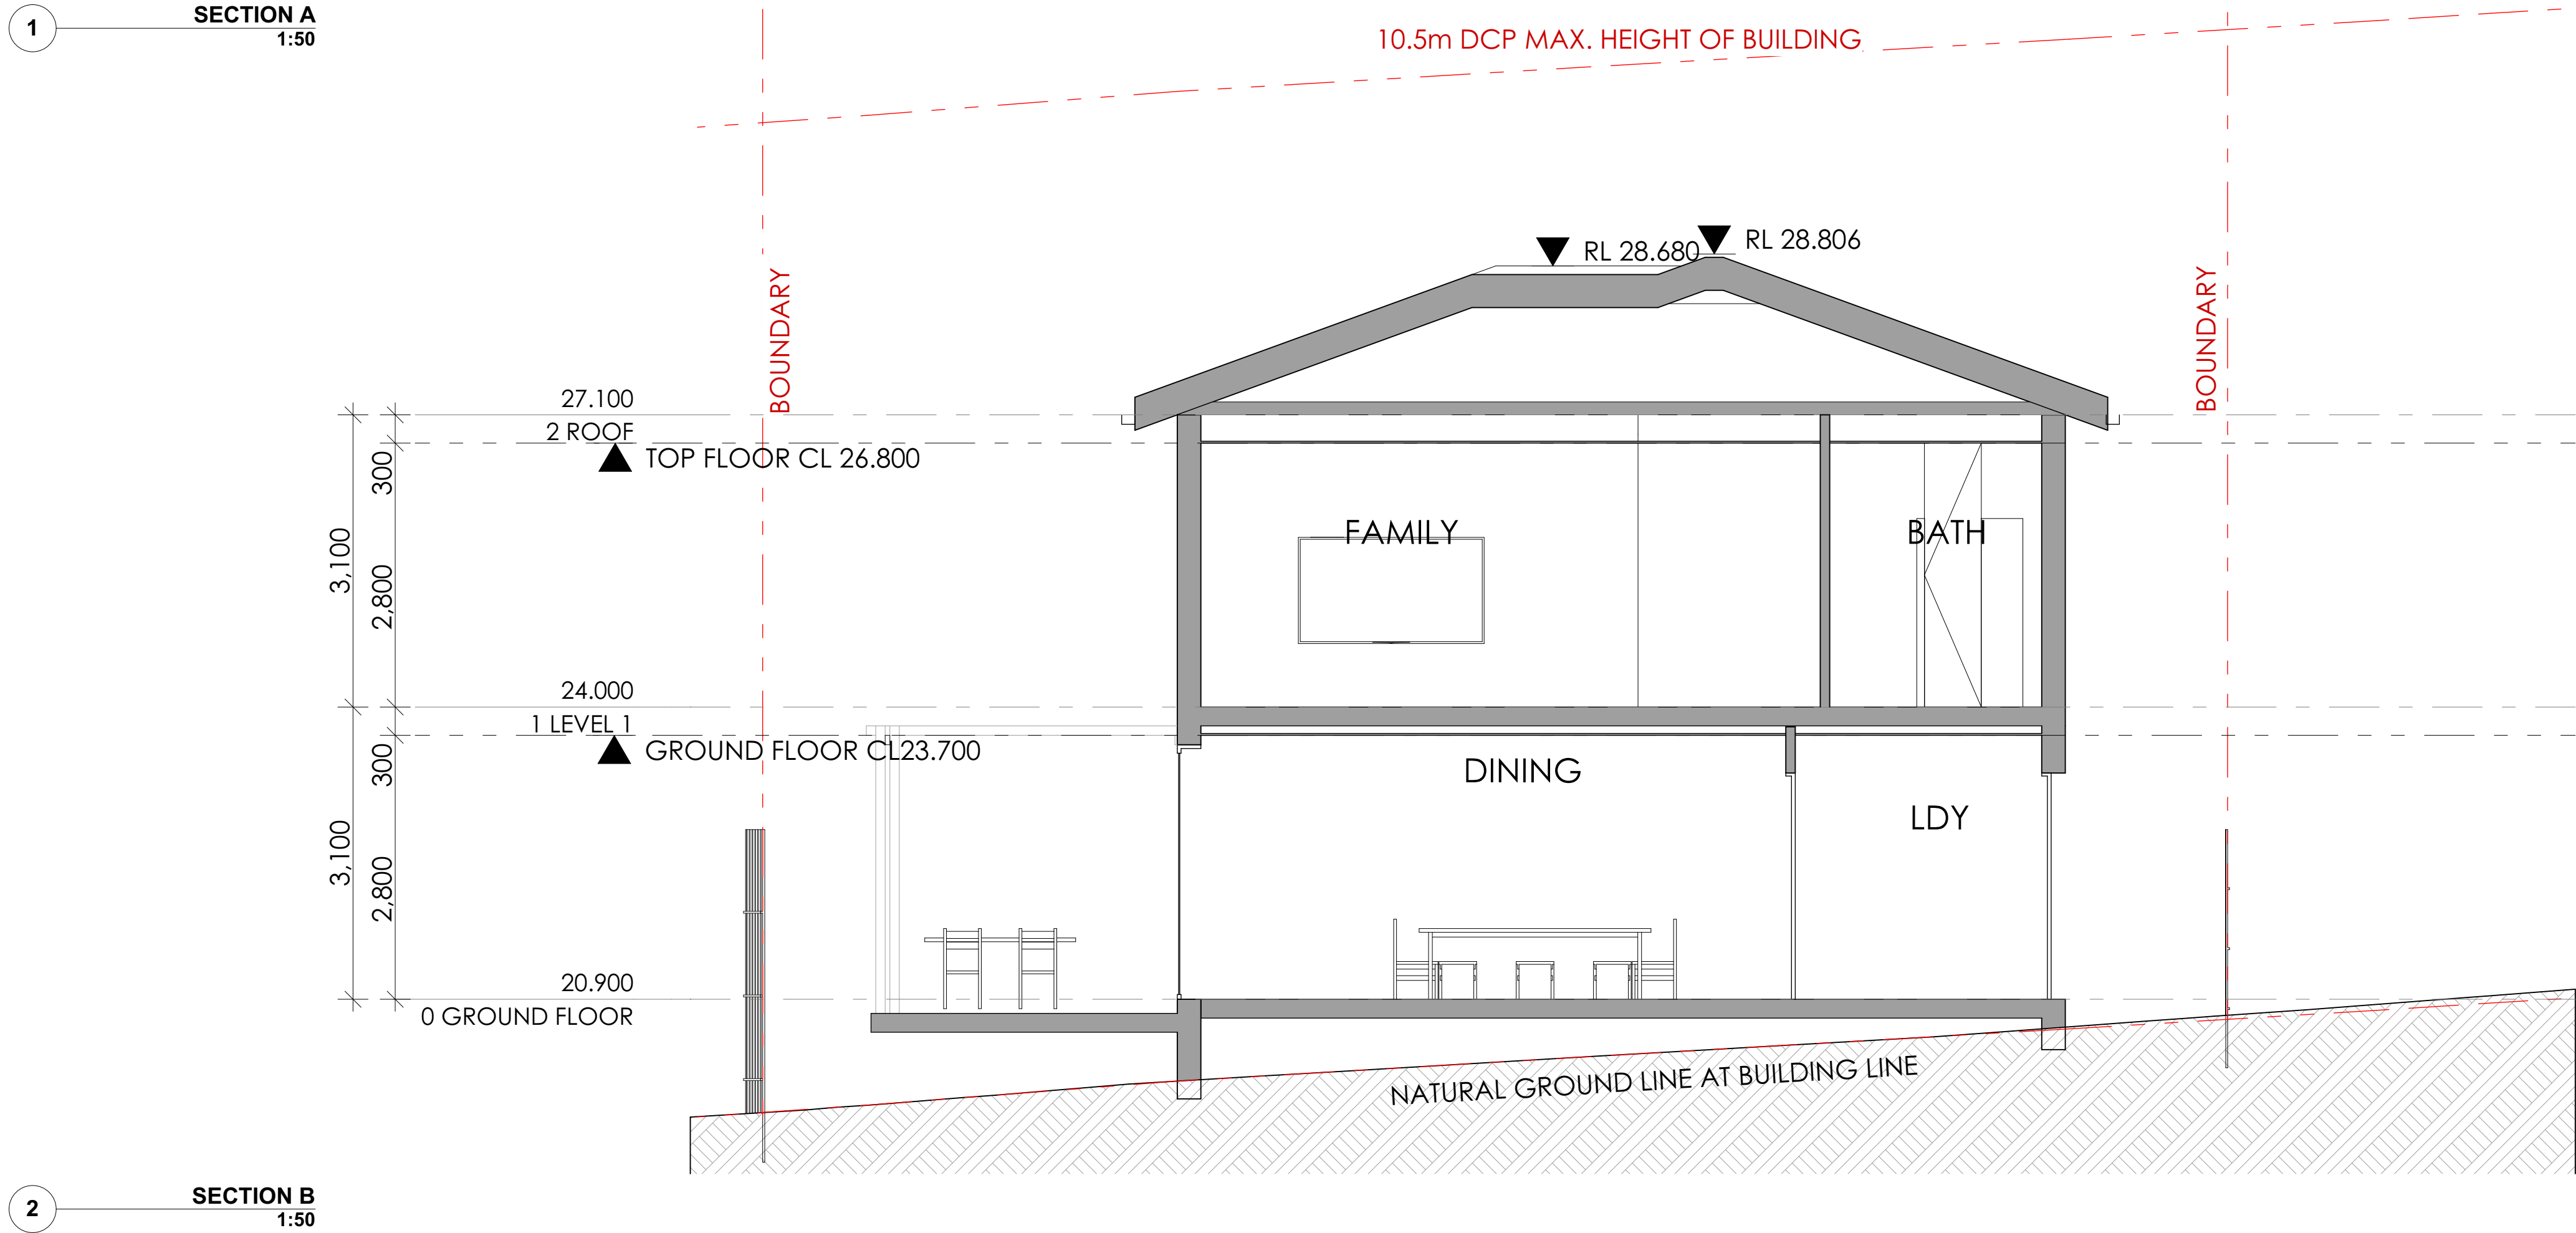 1
SECTION A
1:50
10.5m DCP MAX. HEIGHT OF BUILDING
RL 28.680
RL 28.806
BOUNDARY
BOUNDARY
27.100
2 ROOF
TOP FLOOR CL 26.800
300
3,100
2,800
FAMILY
BATH
24.000
1 LEVEL 1
GROUND FLOOR CL23.700
300
3,100
2,800
DINING
LDY
20.900
0 GROUND FLOOR
NATURAL GROUND LINE AT BUILDING LINE
2
SECTION B
1:50